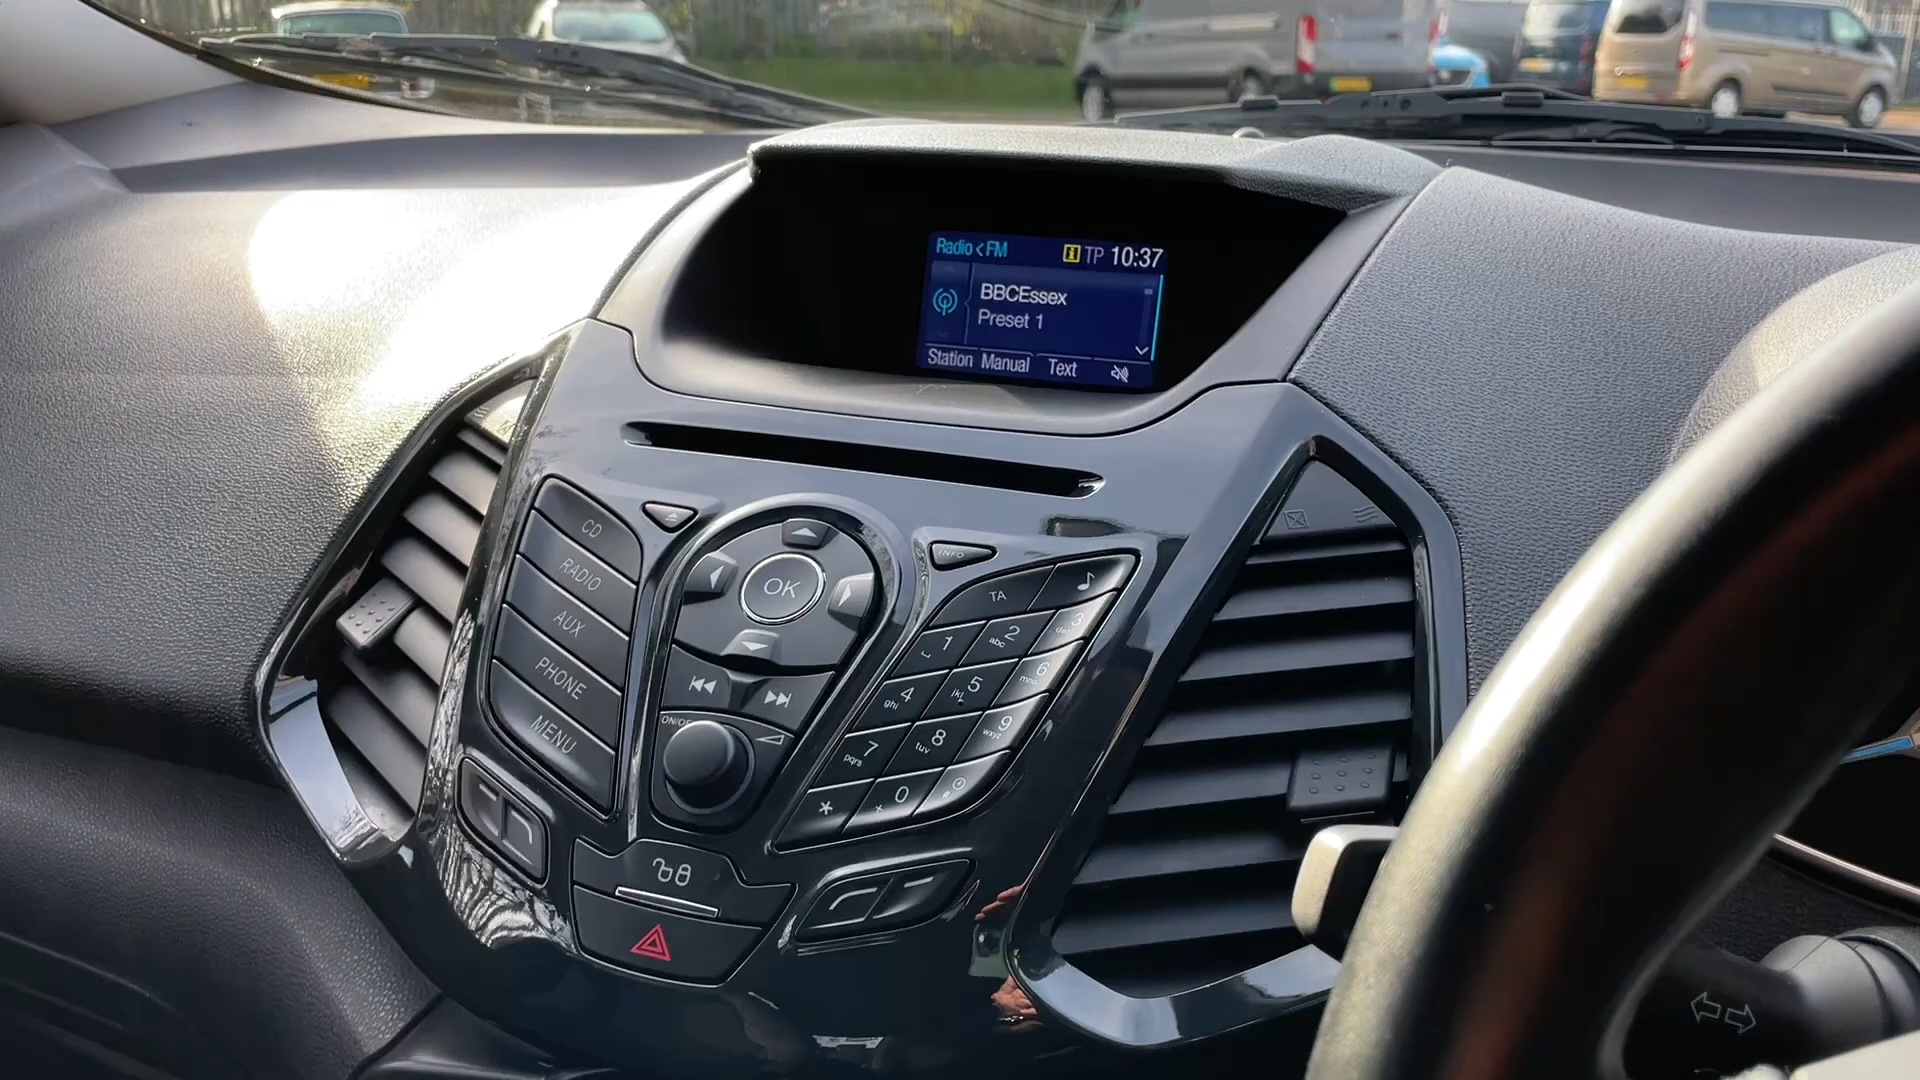 Radio < FM
TP 10:37
BBCEssex
Preset 1
Station Manual Text
CD
RADIO
AUX
PHONE
MENU
OK
ON/OFF
INFO
TA
1
2 abc
3 def
4 ghi
5 jkl
6 mno
7 pqrs
8 tuv
9 wxyz
*
0 +
#